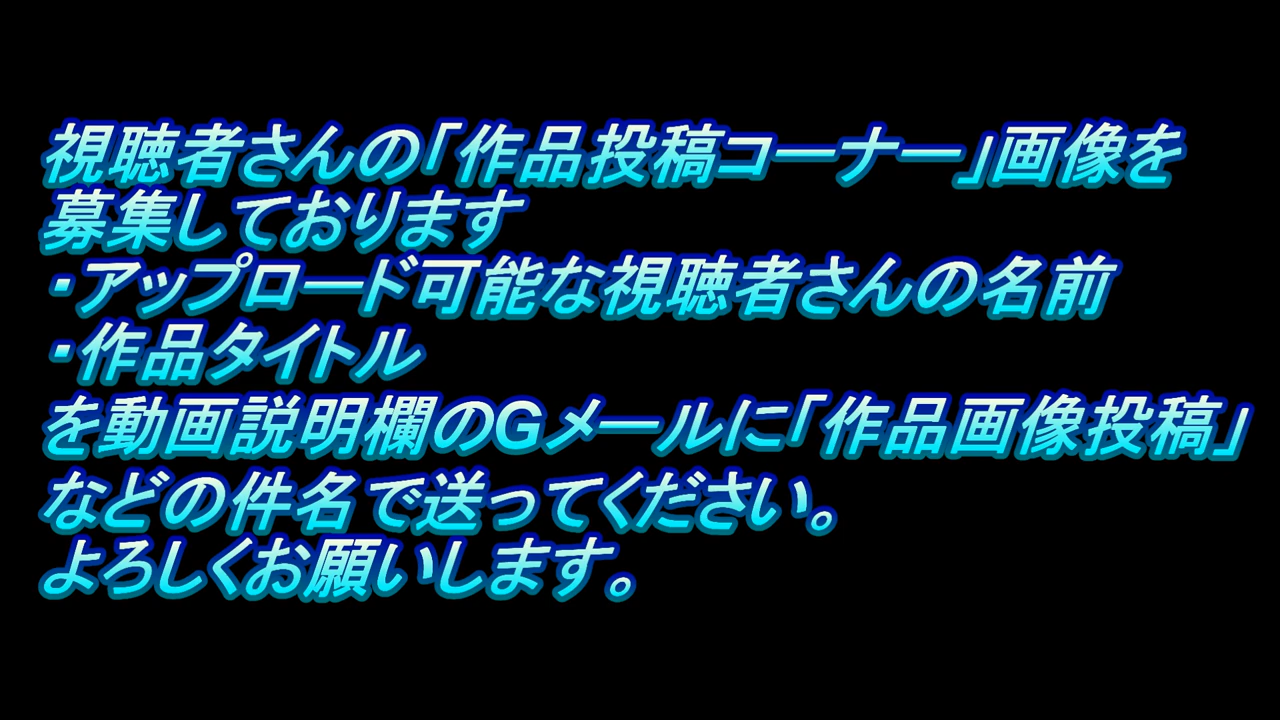 視聴者さんの「作品投稿コーナー」画像を
募集しております
・アップロード可能な視聴者さんの名前
・作品タイトル
を動画説明欄のGメールに「作品画像投稿」
などの件名で送ってください。
よろしくお願いします。